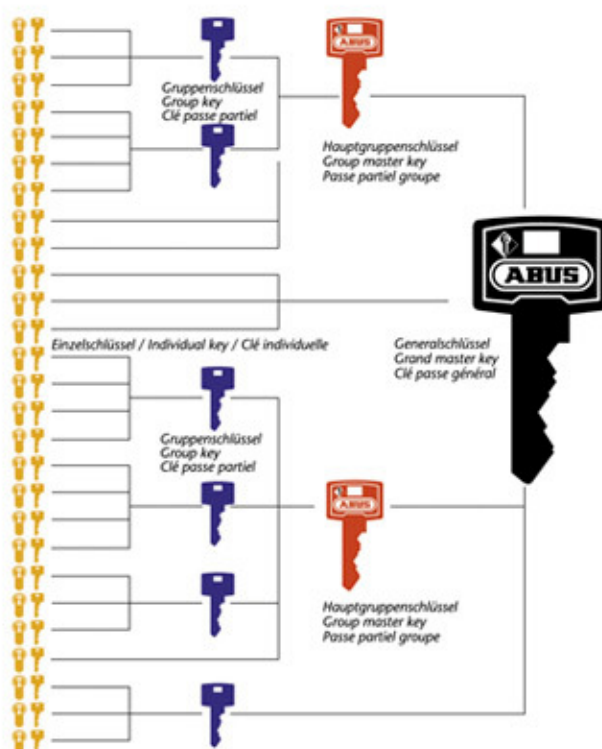 Gruppenschlüssel
Group key
Clé passe partiel
ABUS
Hauptgruppenschlüssel
Group master key
Passe partiel groupe
ABUS
Einzelschlüssel / Individual key / Clé individuelle
Generalschlüssel
Grand master key
Clé passe général
Gruppenschlüssel
Group key
Clé passe partiel
ABUS
Hauptgruppenschlüssel
Group master key
Passe partiel groupe